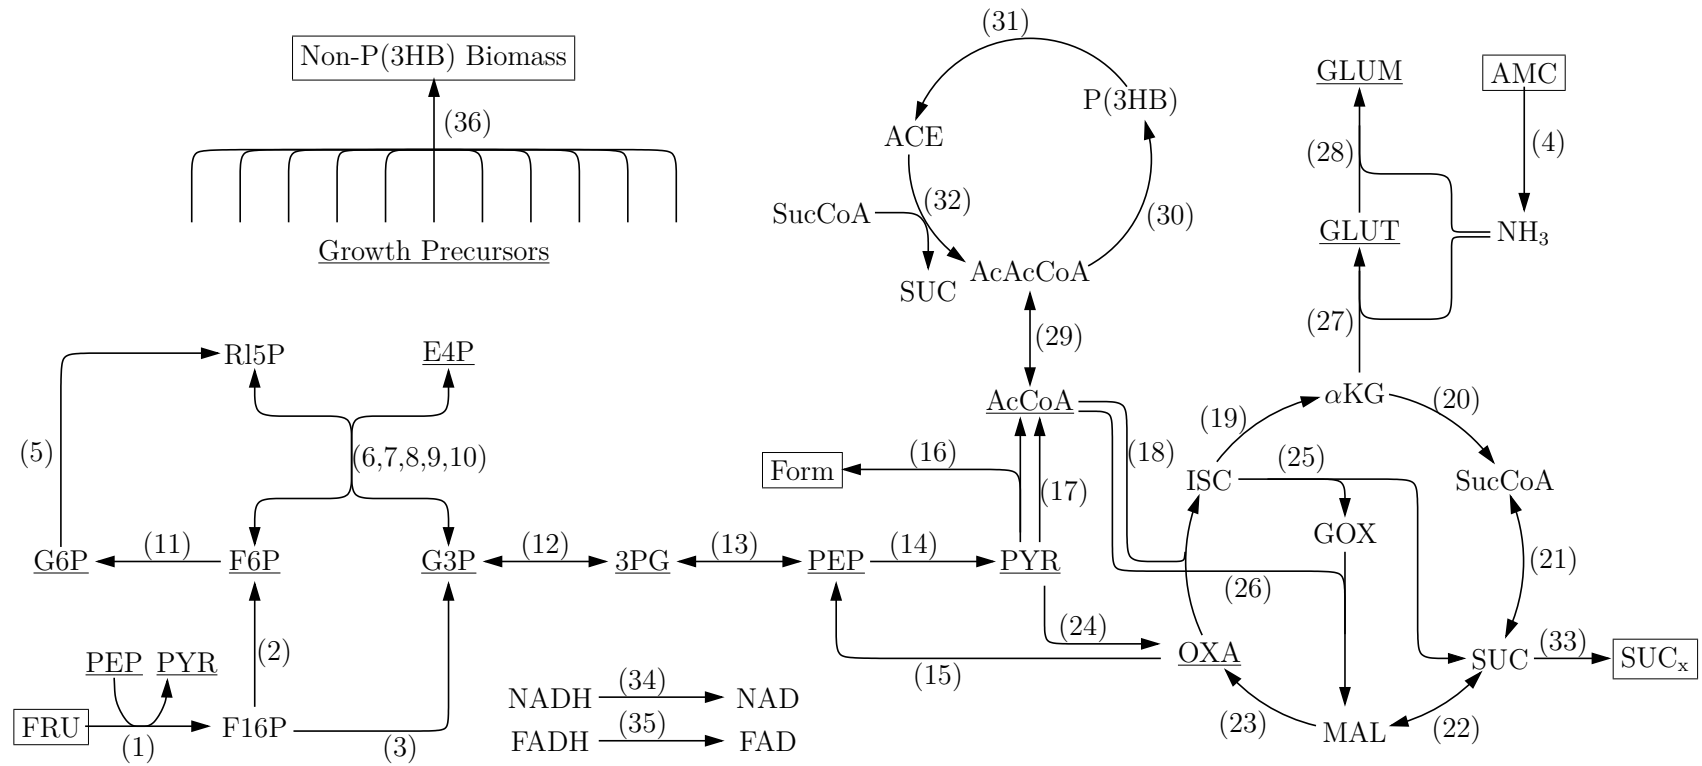 (31)
Non-P(3HB) Biomass
GLUM
AMC
P(3HB)
(36)
ACE
(28)
(4)
SucCoA
(32)
(30)
GLUT
NH3
Growth Precursors
AcAcCoA
SUC
(27)
(29)
Rl5P
E4P
AcCoA
αKG
(20)
(19)
(5)
(6,7,8,9,10)
(16)
(18)
(25)
Form
(17)
ISC
SucCoA
GOX
(11)
(12)
(13)
(14)
G6P
F6P
G3P
3PG
PEP
PYR
(21)
(26)
(24)
(2)
OXA
(33)
PEP
PYR
(15)
SUC
SUCx
NADH
(34)
NAD
FRU
F16P
(23)
(22)
MAL
(1)
(3)
FADH
(35)
FAD